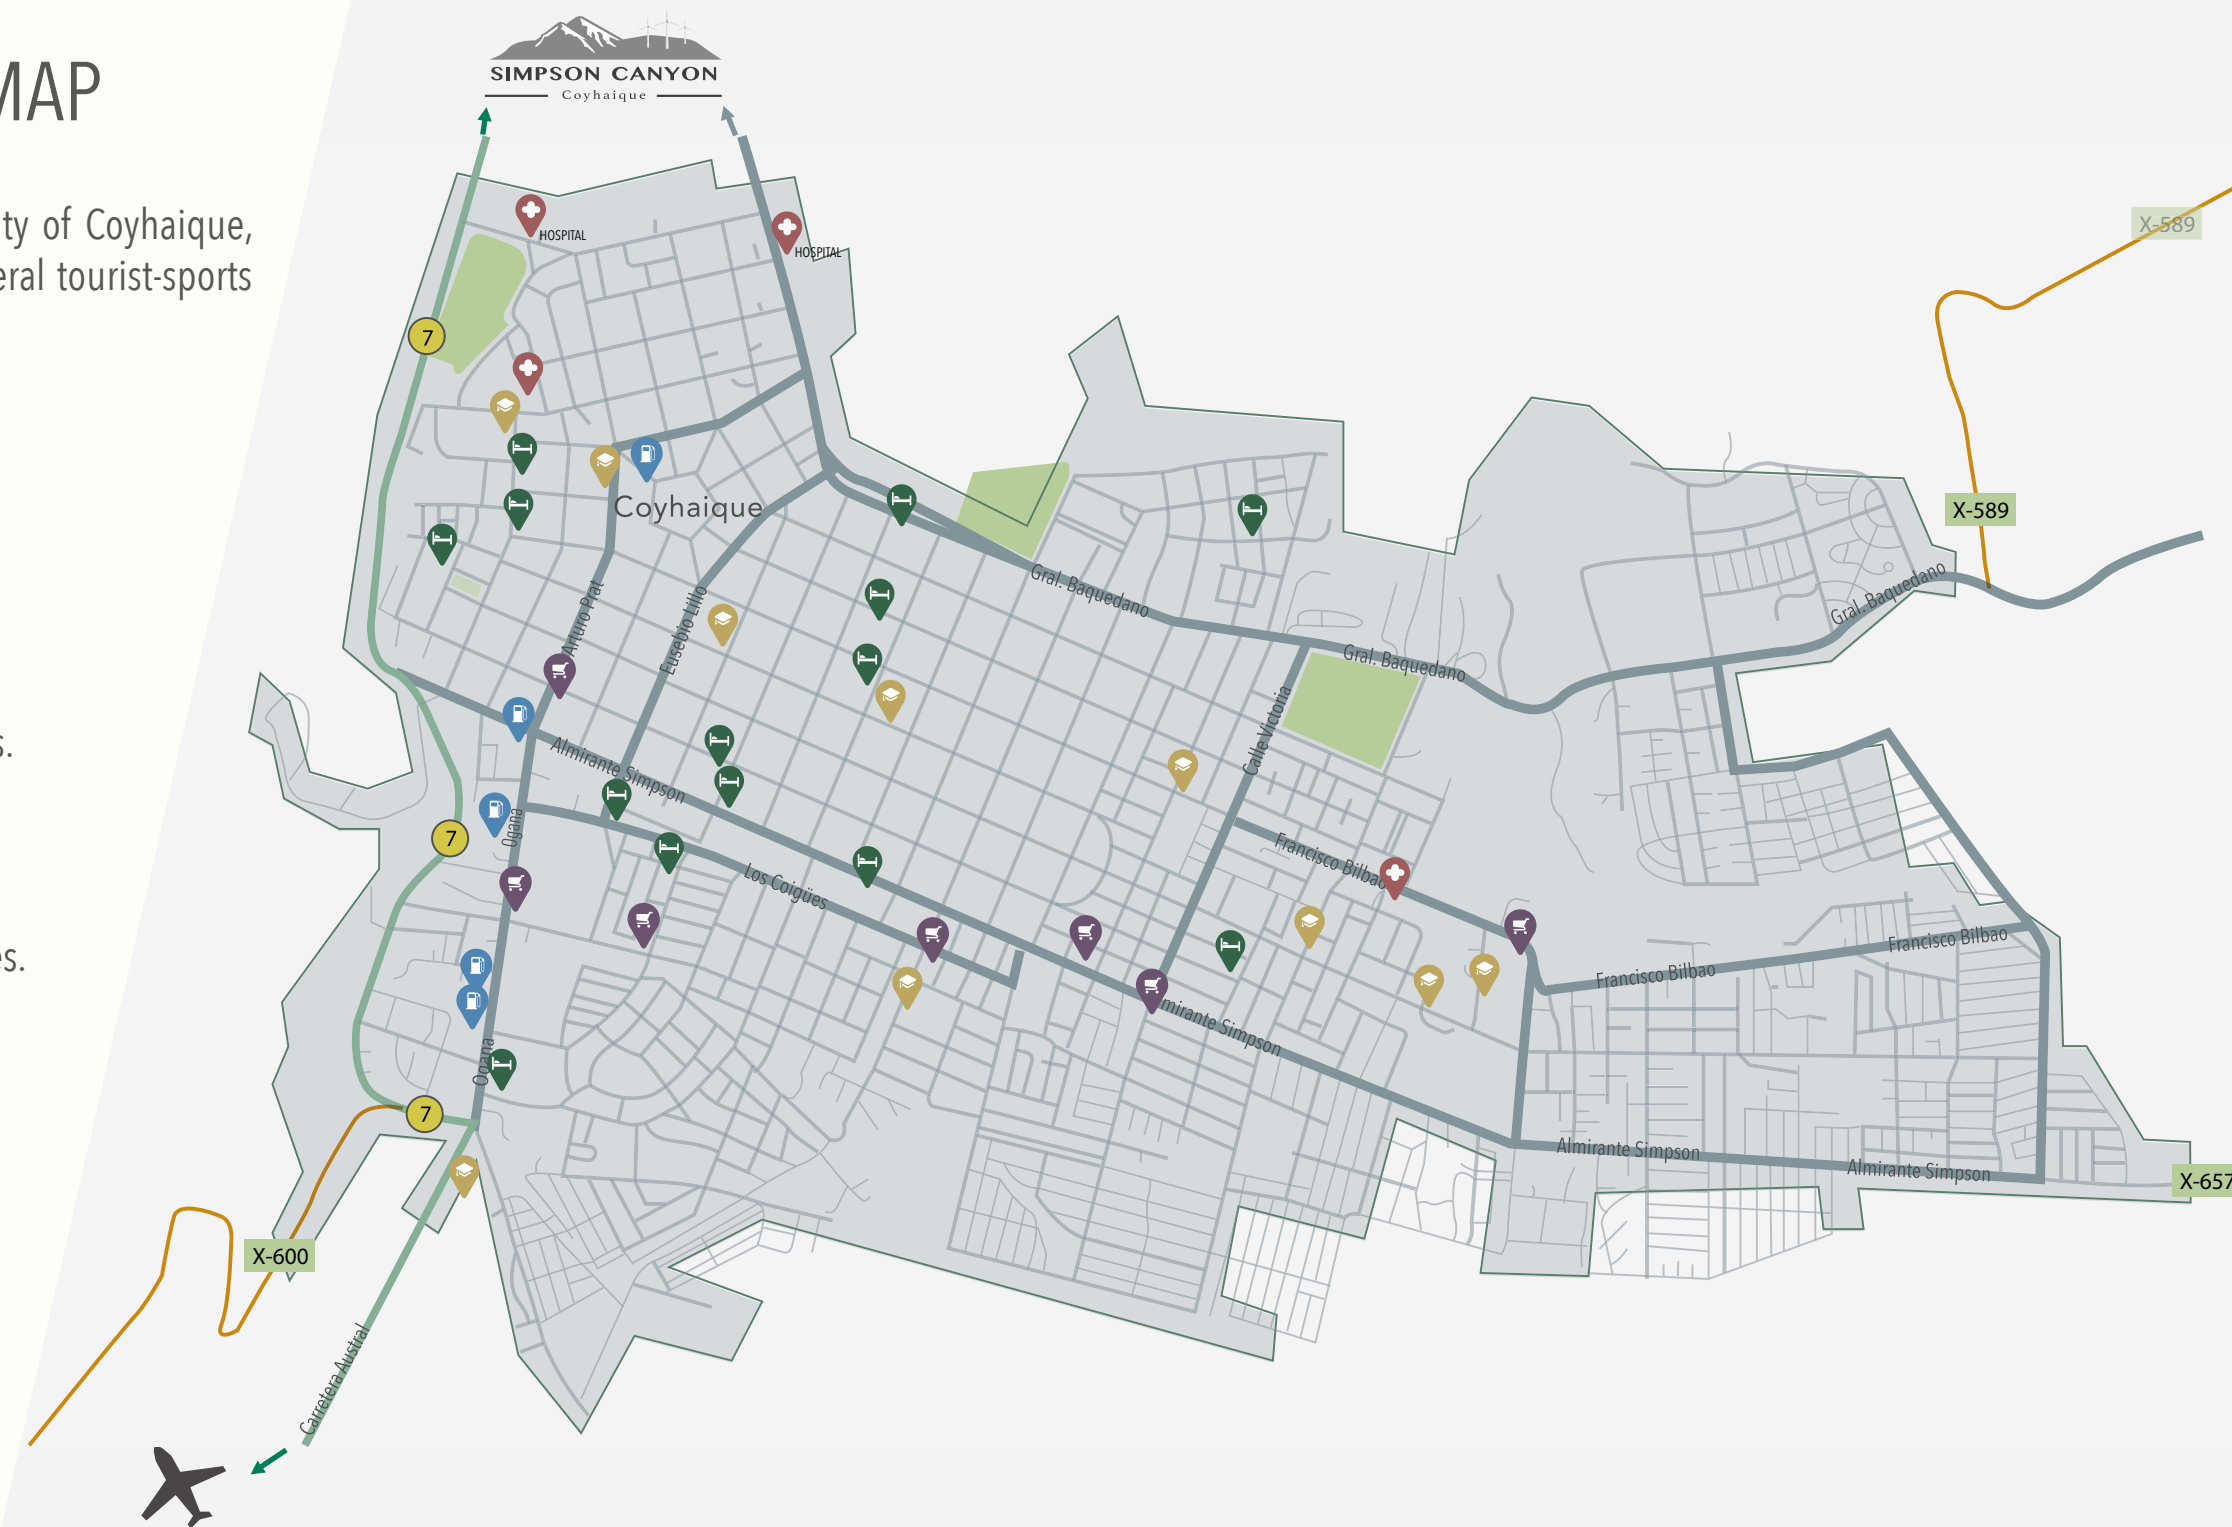 MAP
ty of Coyhaique,
eral tourist-sports
s.
es.
SIMPSON CANYON
Coyhaique
HOSPITAL
HOSPITAL
X-589
7
Coyhaique
X-589
Gral. Baquedano
Gral. Baquedano
Gral. Baquedano
Arturo Prat
Eusebio Lillo
Calle Victoria
Almirante Simpson
Ogana
7
Francisco Bilbao
Los Coigües
Francisco Bilbao
Francisco Bilbao
mirante Simpson
Ogana
7
Almirante Simpson
Almirante Simpson
X-657
X-600
Carretera Austral